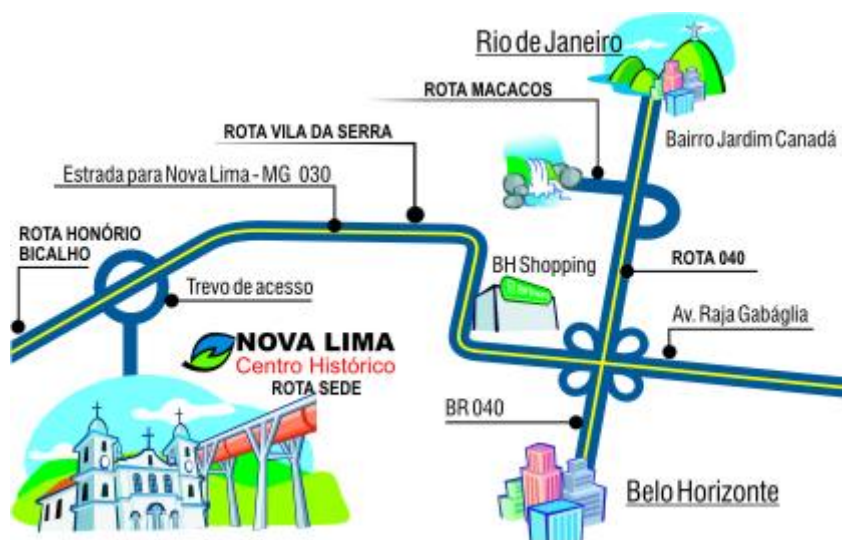 Rio de Janeiro
ROTA MACACOS
ROTA VILA DA SERRA
Bairro Jardim Canadá
Estrada para Nova Lima - MG 030
ROTA HONÓRIO
BICALHO
BH Shopping
ROTA 040
Trevo de acesso
Av. Raja Gabáglia
NOVA LIMA
Centro Histórico
ROTA SEDE
BR 040
Belo Horizonte